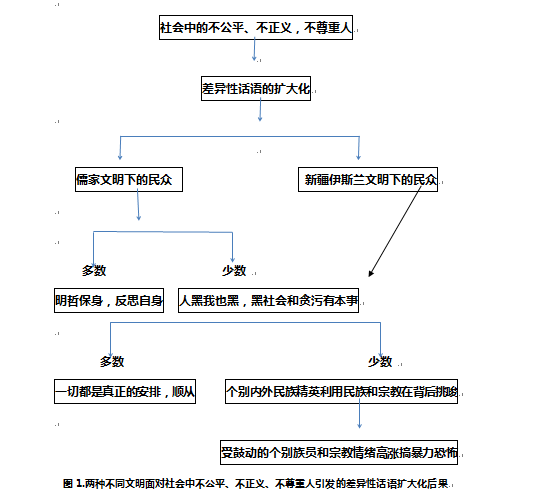 社会中的不公平、不正义，不尊重人
差异性话语的扩大化
儒家文明下的民众
新疆伊斯兰文明下的民众
多数
少数
明哲保身，反思自身
人黑我也黑，黑社会和贪污有本事
多数
少数
一切都是真正的安排，顺从
个别内外民族精英利用民族和宗教在背后挑唆
受鼓动的个别族员和宗教情绪高涨搞暴力恐怖
图 1.两种不同文明面对社会中不公平、不正义、不尊重人引发的差异性话语扩大化后果